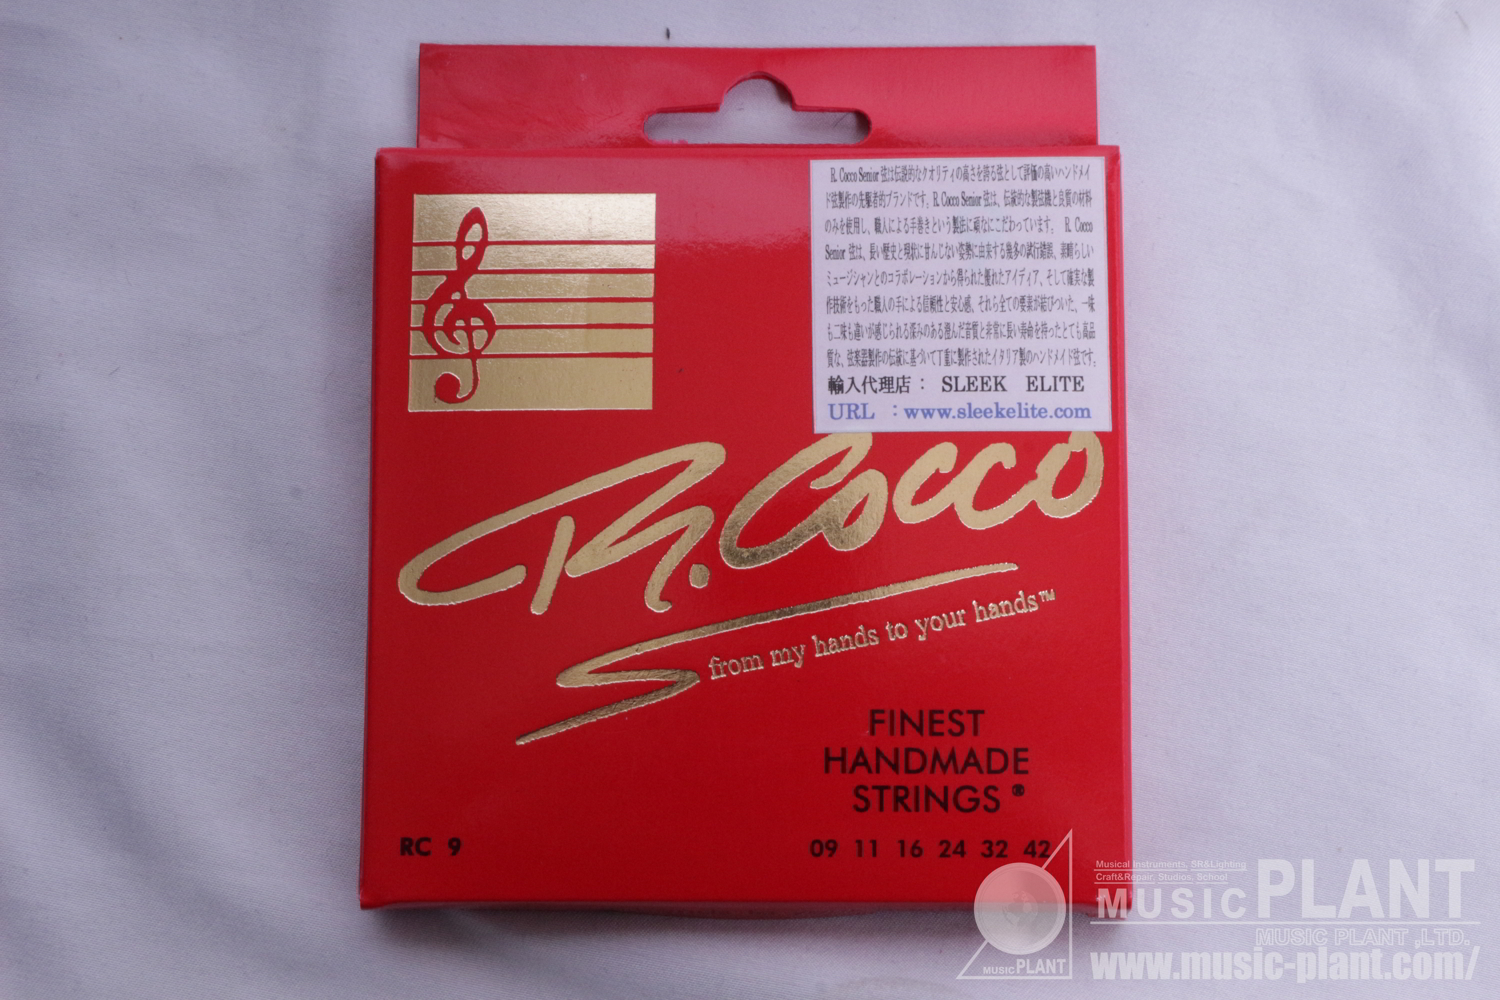 R. Cocco Senior 弦は伝説的なクオリティの高さを誇る弦として評価の高いハンドメイ
ド弦製作の先駆者的ブランドです。R. Cocco Senior 弦は、伝統的な製弦機と良質の材料
のみを使用し、職人による手巻きという製法に頑なにこだわっています。 R. Cocco
Senior 弦は、長い歴史と現状に甘んじない姿勢に由来する幾多の試行錯誤、素晴らしい
ミュージシャンとのコラボレーションから得られた優れたアイディア、そして確実な製
作技術をもった職人の手による信頼性と安心感、それら全ての要素が結びついた、一味
も二味も違いが感じられる深みのある澄んだ音質と非常に長い寿命を持ったとても高品
質な、弦楽器製作の伝統に基づいて丁重に製作されたイタリア製のハンドメイド弦です。
輸入代理店： SLEEK ELITE
URL ：www.sleekelite.com
R. Cocco
from my hands to your hands™
FINEST
HANDMADE
STRINGS ®
RC 9
09 11 16 24 32 42
Musical Instruments, SR&Lighting
Craft&Repair, Studios, School
MUSIC PLANT
MUSIC PLANT ,LTD.
MUSIC PLANT
www.music-plant.com/